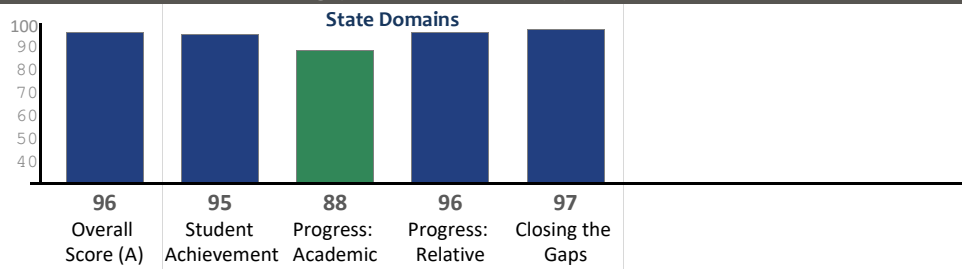 State Domains
100
90
80
70
60
50
40
96 95 88 96 97
Overall Student Progress: Progress: Closing the
Score (A) Achievement Academic Relative Gaps